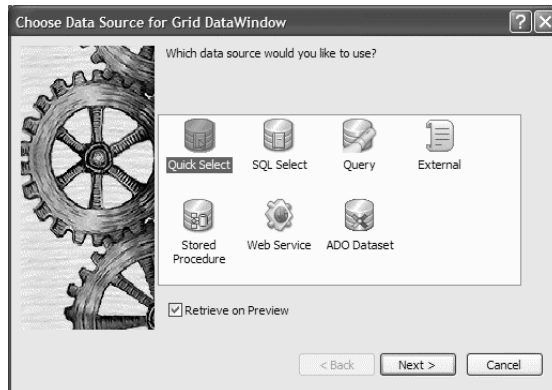 Choose Data Source for Grid DataWindow
Which data source would you like to use?
Quick Select
SQL Select
Query
External
Stored
Procedure
Web Service
ADO Dataset
Retrieve on Preview
< Back
Next >
Cancel